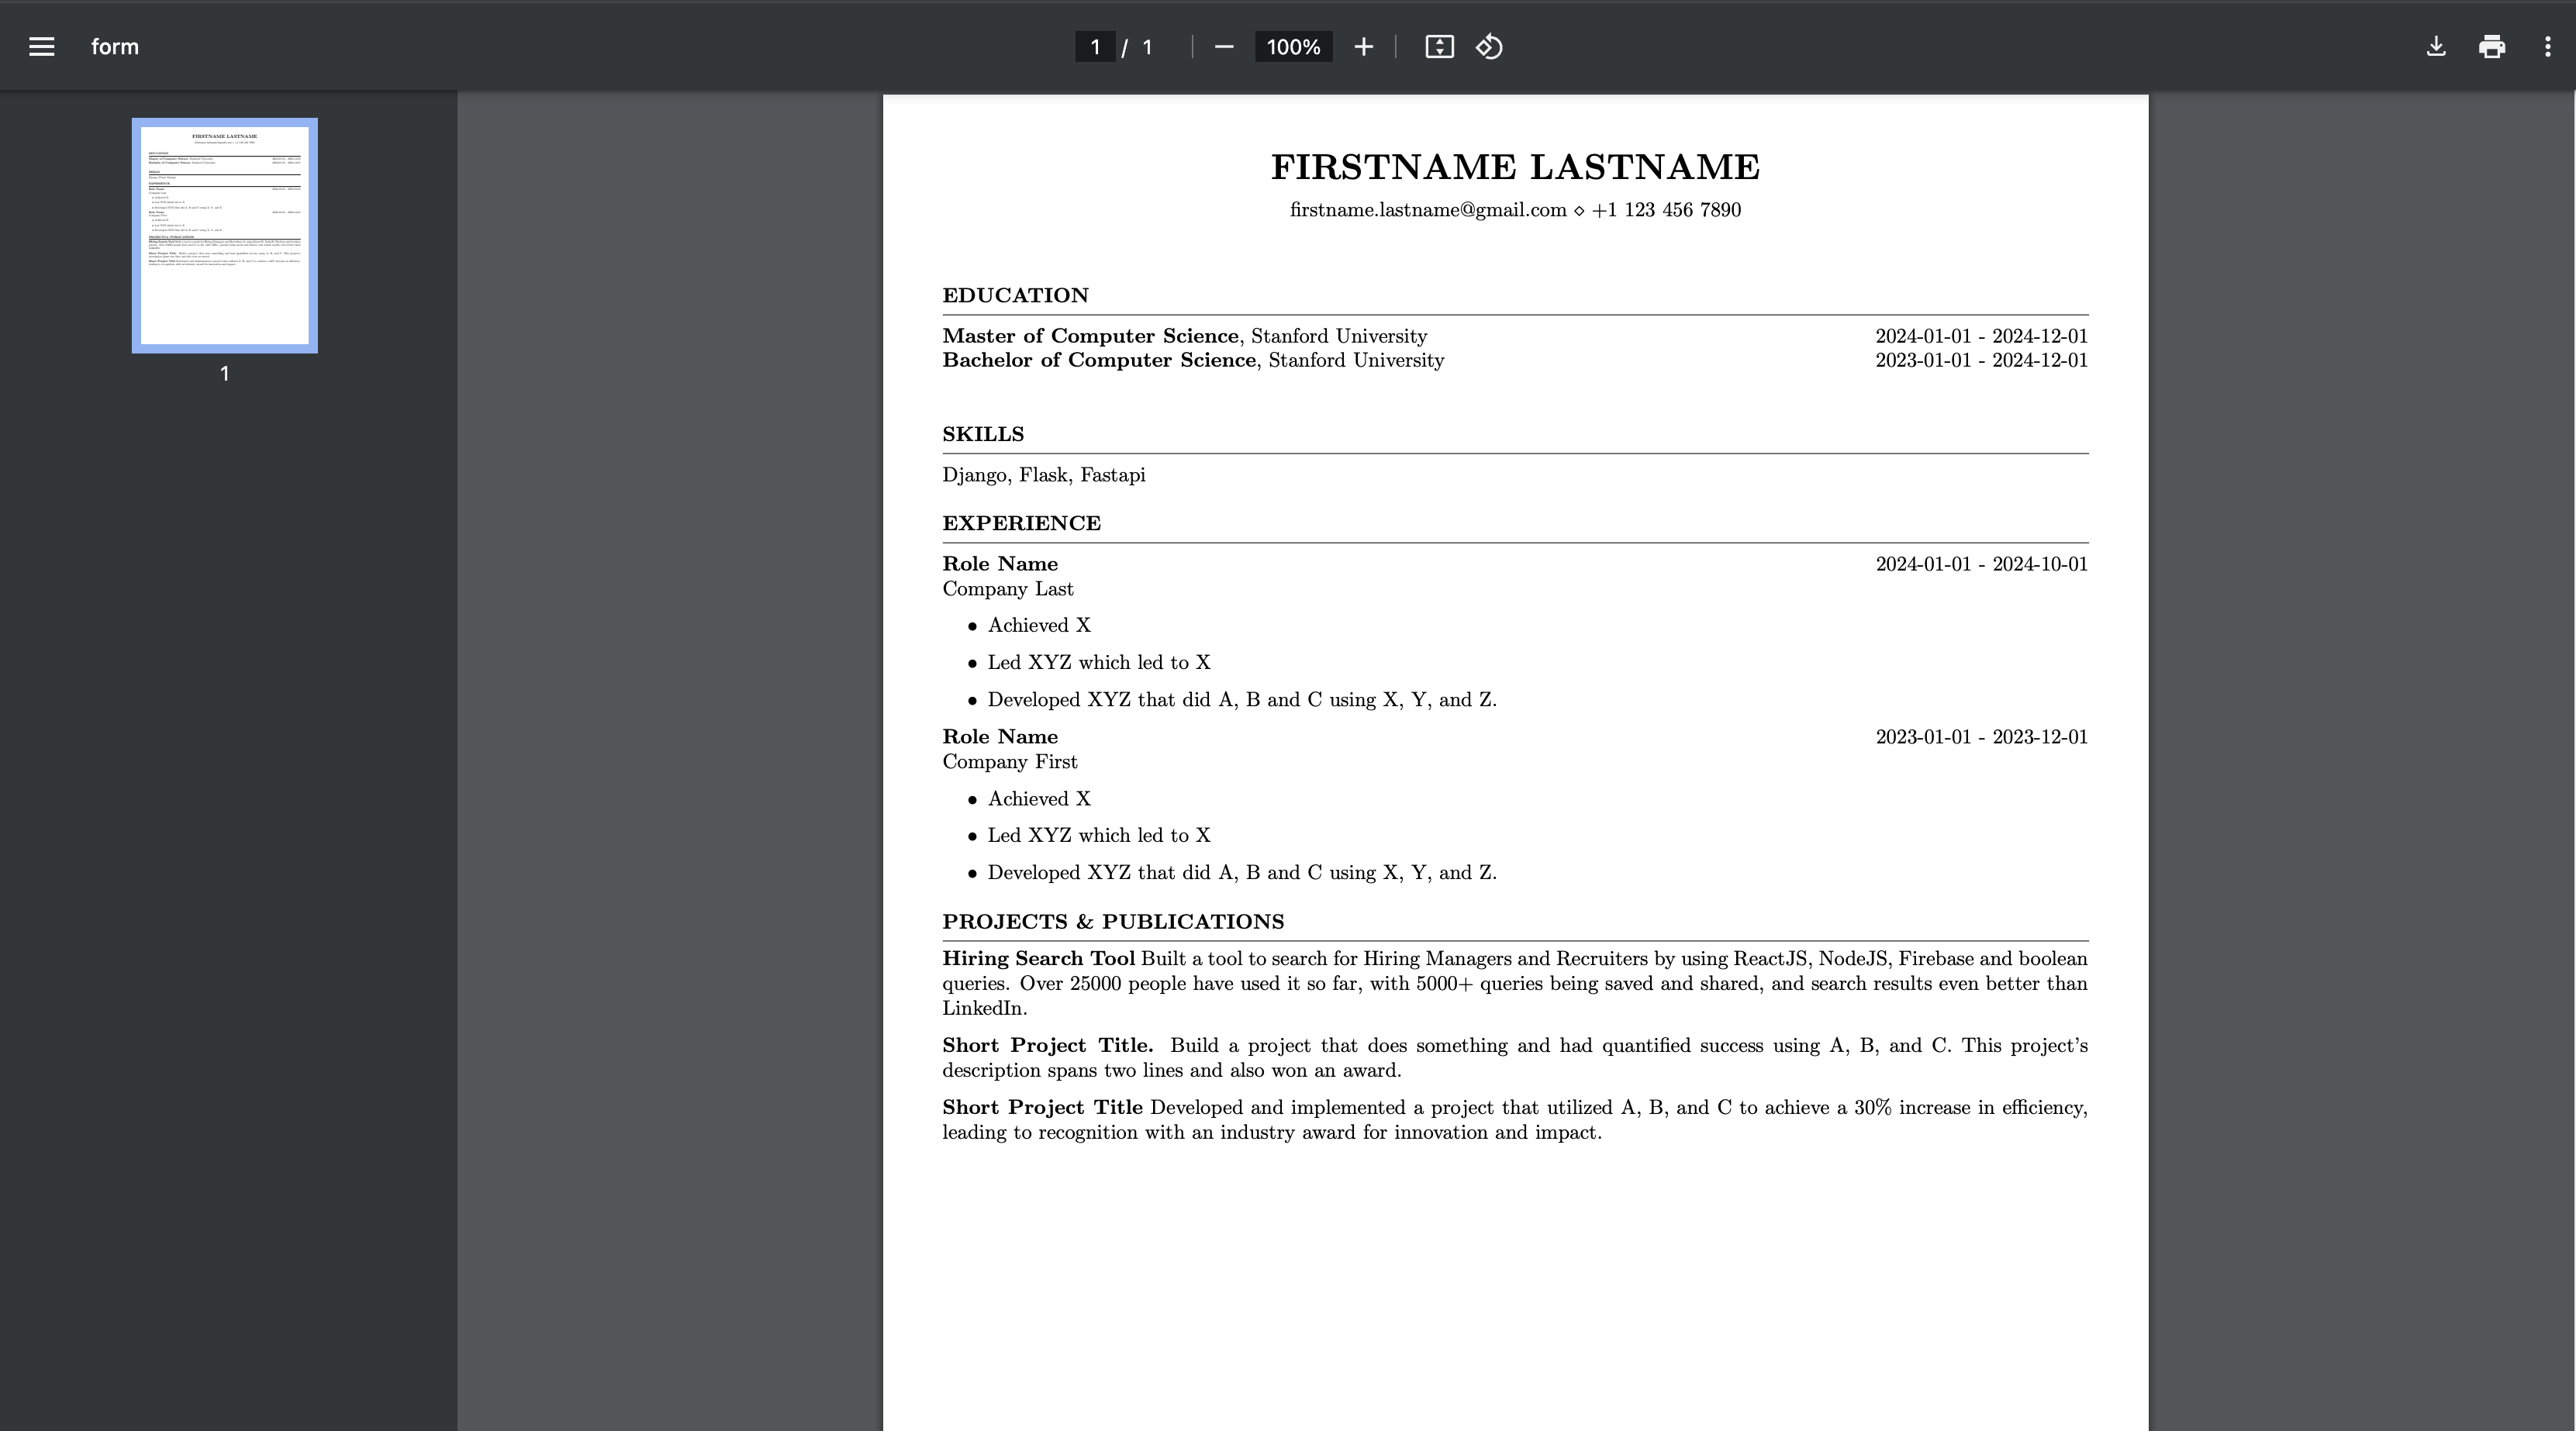 form
1 / 1
100%
FIRSTNAME LASTNAME
firstname.lastname@gmail.com ⋄ +1 123 456 7890
EDUCATION
Master of Computer Science, Stanford University 2024-01-01 - 2024-12-01
Bachelor of Computer Science, Stanford University 2023-01-01 - 2024-12-01
SKILLS
Django, Flask, Fastapi
EXPERIENCE
Role Name 2024-01-01 - 2024-10-01
Company Last
• Achieved X
• Led XYZ which led to X
• Developed XYZ that did A, B and C using X, Y, and Z.
Role Name 2023-01-01 - 2023-12-01
Company First
• Achieved X
• Led XYZ which led to X
• Developed XYZ that did A, B and C using X, Y, and Z.
PROJECTS & PUBLICATIONS
Hiring Search Tool Built a tool to search for Hiring Managers and Recruiters by using ReactJS, NodeJS, Firebase and boolean
queries. Over 25000 people have used it so far, with 5000+ queries being saved and shared, and search results even better than
LinkedIn.
Short Project Title. Build a project that does something and had quantified success using A, B, and C. This project's
description spans two lines and also won an award.
Short Project Title Developed and implemented a project that utilized A, B, and C to achieve a 30% increase in efficiency,
leading to recognition with an industry award for innovation and impact.
FIRSTNAME LASTNAME
1